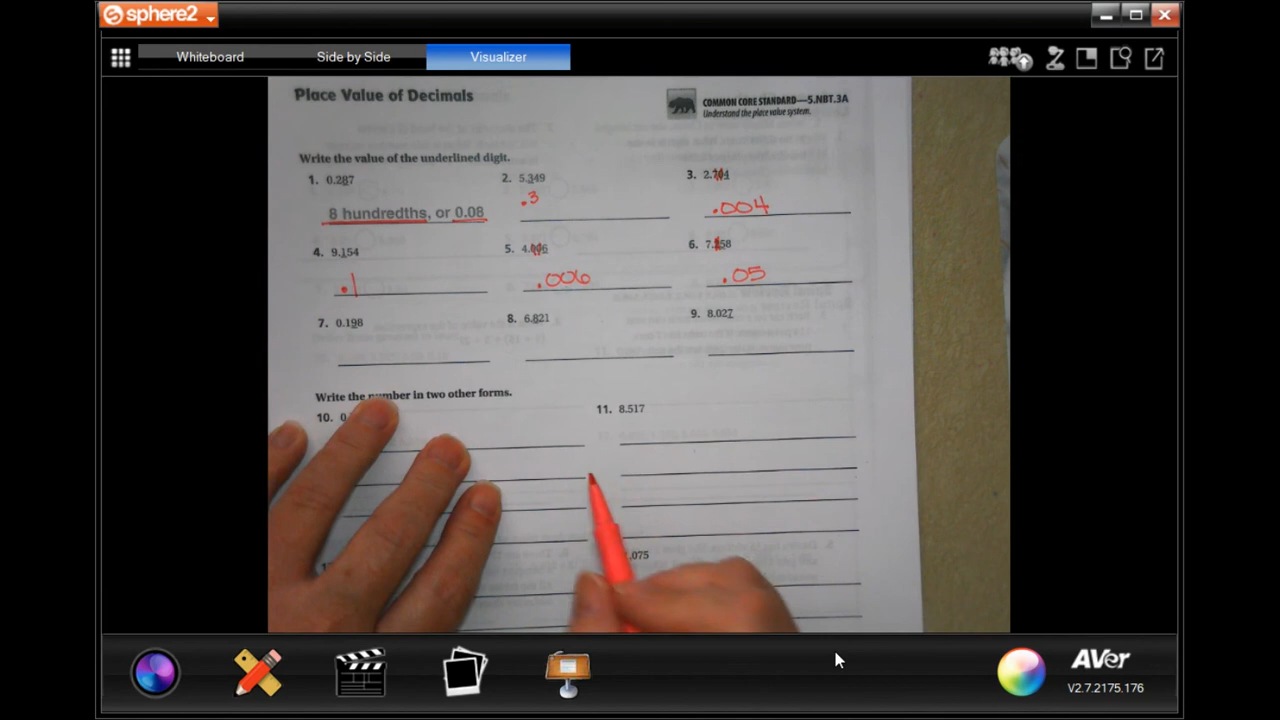 sphere2
Whiteboard Side by Side Visualizer
Place Value of Decimals
COMMON CORE STANDARD—5.NBT.3A
Understand the place value system.
Write the value of the underlined digit.
1. 0.287 2. 5.349 3. 2.704
8 hundredths, or 0.08 .3 .004
4. 9.154 5. 4.006 6. 7.258
.1 .006 .05
7. 0.198 8. 6.821 9. 8.027
Write the number in two other forms.
10. 0 11. 8.517
.075
AVer
V2.7.2175.176